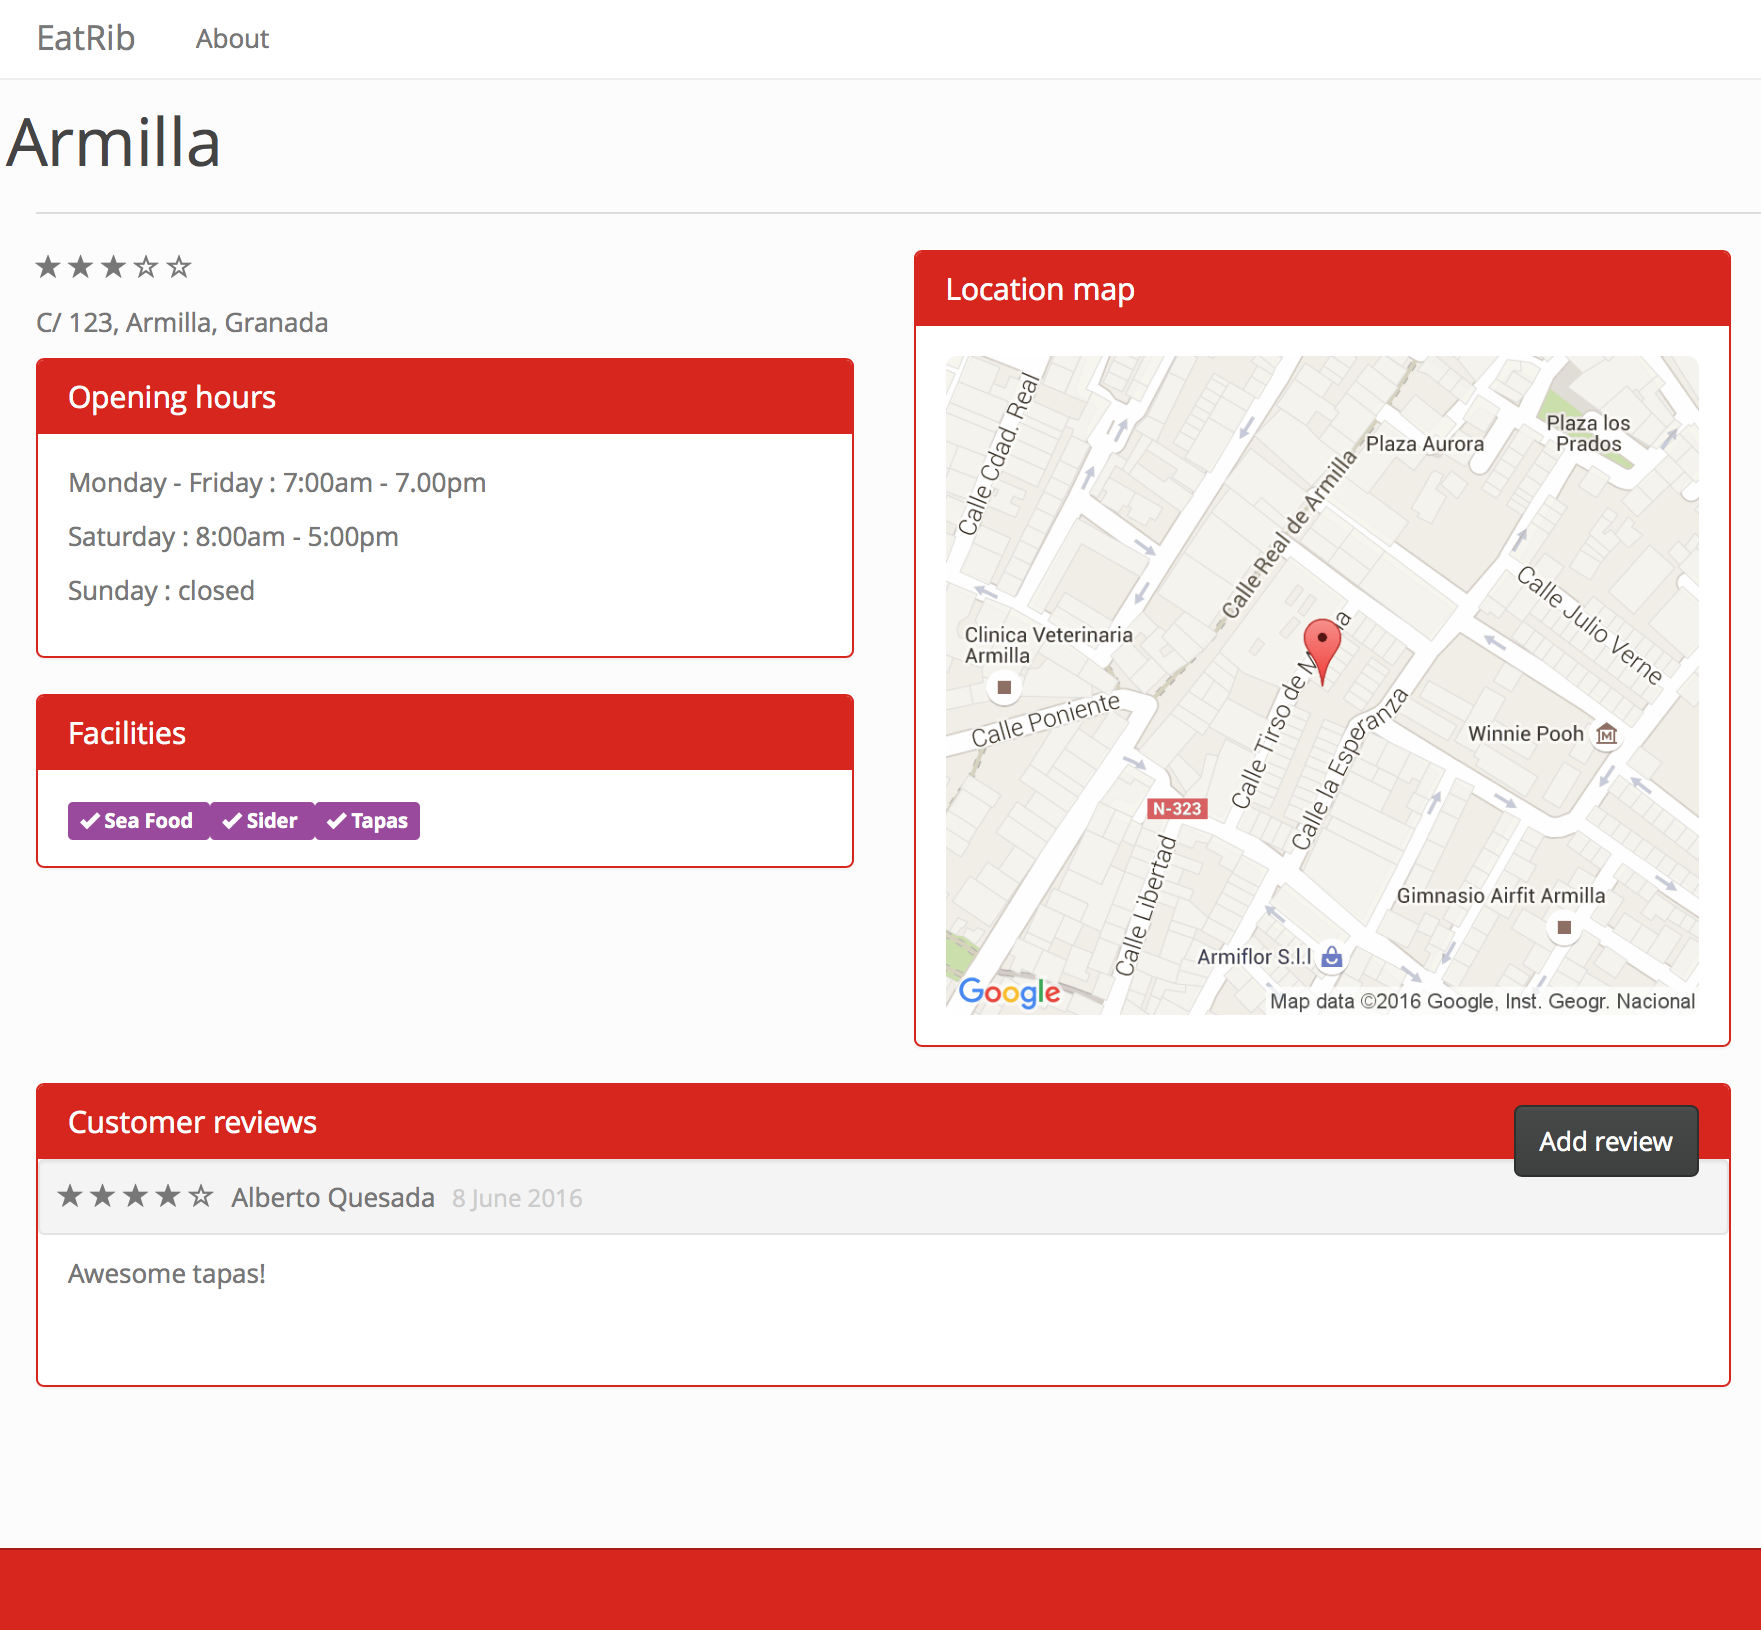 EatRib About
Armilla
★★★☆☆
C/ 123, Armilla, Granada
Opening hours
Monday - Friday : 7:00am - 7.00pm
Saturday : 8:00am - 5:00pm
Sunday : closed
Facilities
✔ Sea Food ✔ Sider ✔ Tapas
Location map
Calle Cdad. Real
Plaza Aurora
Plaza los
Prados
Calle Real de Armilla
Calle Julio Verne
Clinica Veterinaria
Armilla
Calle Poniente
Calle Tirso de
Calle la Esperanza
Winnie Pooh
N-323
Calle Libertad
Gimnasio Airfit Armilla
Armiflor S.l.l
Google
Map data ©2016 Google, Inst. Geogr. Nacional
Customer reviews
Add review
★★★★☆ Alberto Quesada 8 June 2016
Awesome tapas!